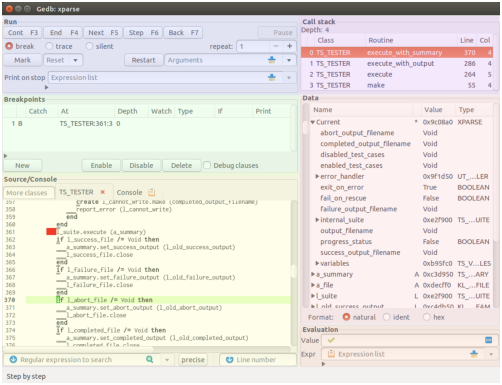 Gedb: xparse
Run
Cont F3 End F4 Next F5 Step F6 Back F7 Pause
break trace silent repeat: 1 - +
Mark Reset Restart Arguments
Print on stop Expression list
Breakpoints
Catch At Depth Watch Type If Print
1 B TS_TESTER:361:3 0
New Enable Disable Delete Debug clauses
Source/Console
More classes TS_TESTER × Console
357 create l_cannot_write.make (completed_output_filename)
358 report_error (l_cannot_write)
359 end
360 end
361 l_suite.execute (a_summary)
362 if l_success_file /= Void then
363 a_summary.set_success_output (l_old_success_output)
364 l_success_file.close
365 end
366 if l_failure_file /= Void then
367 a_summary.set_failure_output (l_old_failure_output)
368 l_failure_file.close
369 end
370 if l_abort_file /= Void then
371 a_summary.set_abort_output (l_old_abort_output)
372 l_abort_file.close
373 end
374 if l_completed_file /= Void then
375 a_summary.set_completed_output (l_old_completed_output)
376 l_completed_file.close
Regular expression to search precise Line number
Step by step
Call stack
Depth: 4
Class Routine Line Col
0 TS_TESTER execute_with_summary 370 4
1 TS_TESTER execute_with_output 286 4
2 TS_TESTER execute 264 5
3 TS_TESTER make 55 4
Data
Name Value Type
Current * 0x9c08a0 XPARSE
abort_output_filename Void
completed_output_filename Void
disabled_test_cases Void
enabled_test_cases Void
error_handler 0x9f1d50 UT_...LER
exit_on_error True BOOLEAN
fail_on_rescue False BOOLEAN
failure_output_filename Void
internal_suite 0xe2f900 TS_...UITE
output_filename Void
progress_status False BOOLEAN
success_output_filename Void
variables 0xb95fc0 TS_V...LES
a_summary A 0xc3d950 TS_...ARY
a_file A 0xdecff0 KL_...FILE
l_suite L 0xe2f900 TS_...UITE
Format: natural ident hex
Evaluation
Value
Expr Expression list